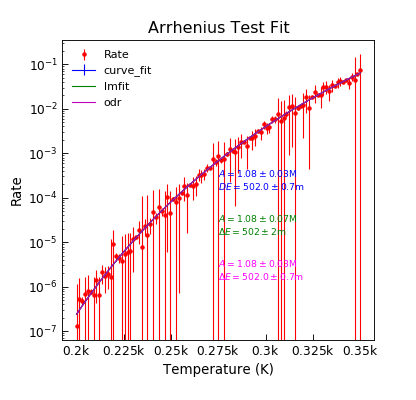 Arrhenius Test Fit
Rate
curve_fit
lmfit
odr
10⁻¹
10⁻²
10⁻³
10⁻⁴
10⁻⁵
10⁻⁶
10⁻⁷
Rate
A = 1.08 ± 0.03M
DE = 502.0 ± 0.7m
A = 1.08 ± 0.07M
ΔE = 502 ± 2m
A = 1.08 ± 0.03M
ΔE = 502.0 ± 0.7m
0.2k 0.225k 0.25k 0.275k 0.3k 0.325k 0.35k
Temperature (K)